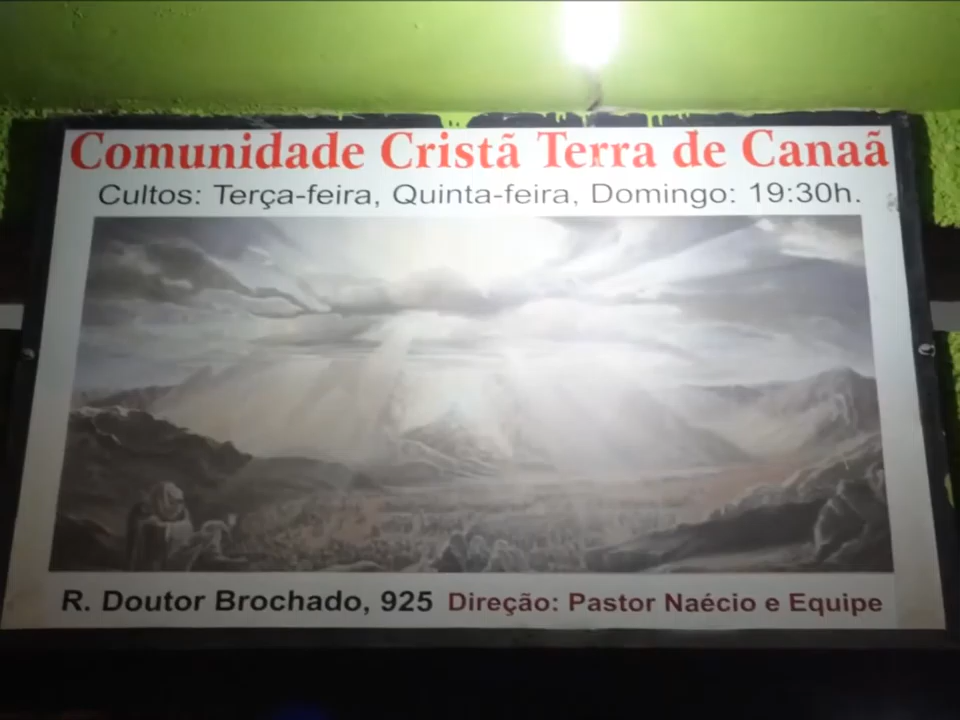 Comunidade Cristã Terra de Canaã
Cultos: Terça-feira, Quinta-feira, Domingo: 19:30h.
R. Doutor Brochado, 925 Direção: Pastor Naécio e Equipe